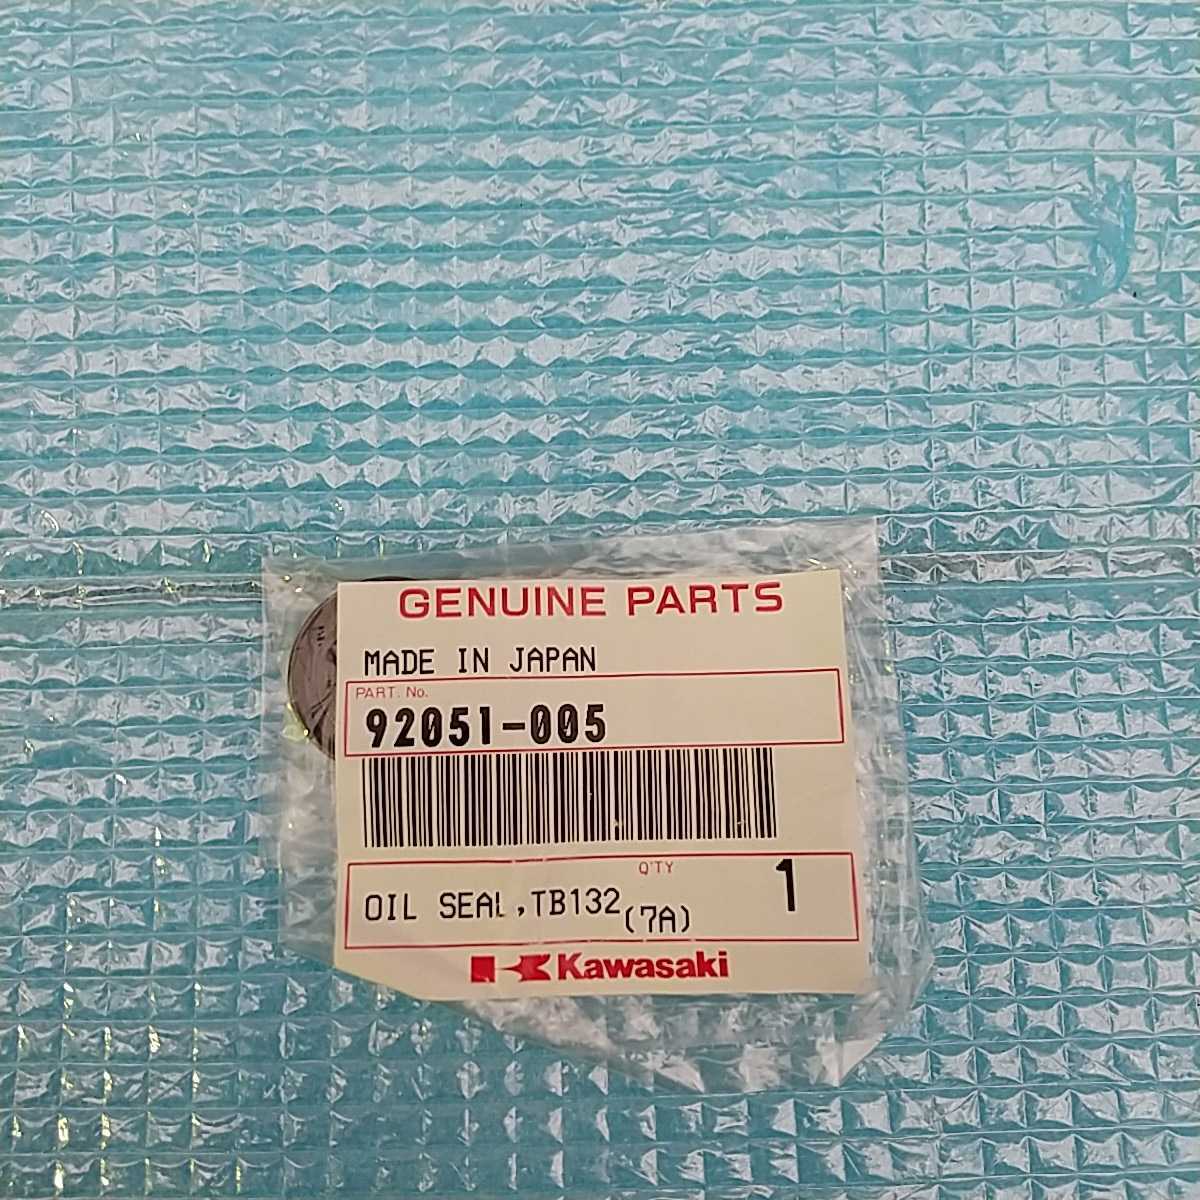 GENUINE PARTS
MADE IN JAPAN
PART. No.
92051-005
Q'TY
1
OIL SEAL,TB132
(7A)
Kawasaki